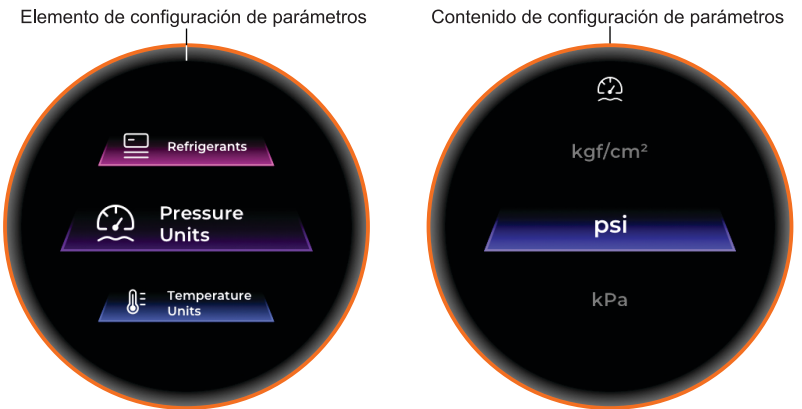 Elemento de configuración de parámetros
Refrigerants
Pressure
Units
Temperature
Units
Contenido de configuración de parámetros
kgf/cm²
psi
kPa